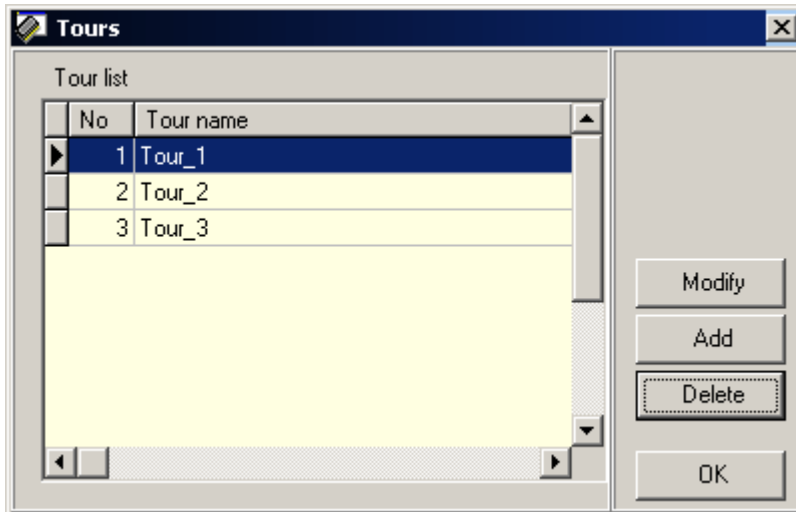 Tours
Tour list
No Tour name
1 Tour_1
2 Tour_2
3 Tour_3
Modify
Add
Delete
OK